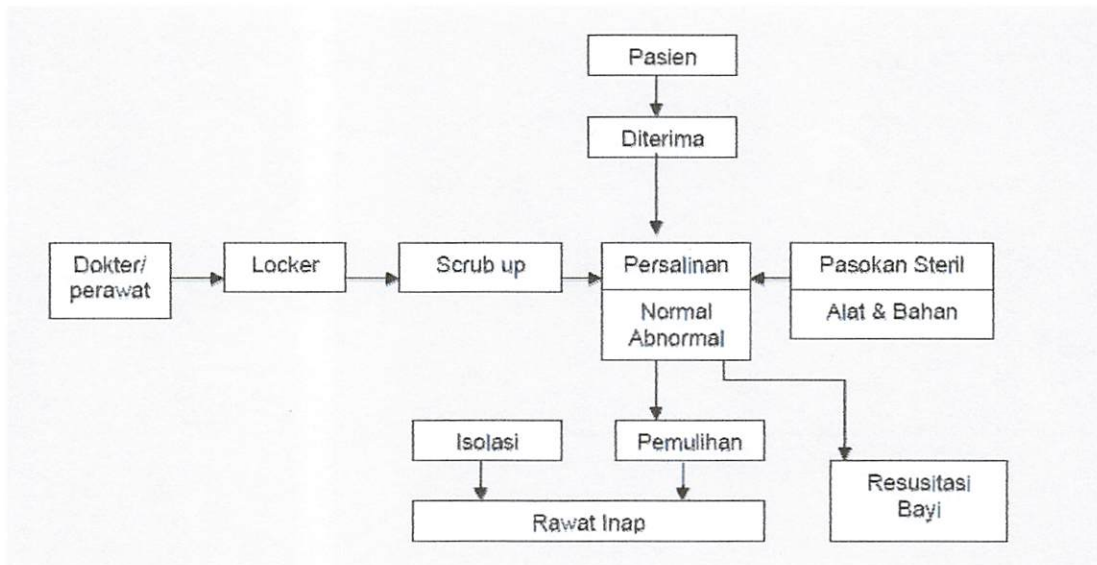 Pasien
Diterima
Dokter/
perawat
Locker
Scrub up
Persalinan
Normal
Abnormal
Pasokan Steril
Alat & Bahan
Isolasi
Pemulihan
Resusitasi
Bayi
Rawat Inap